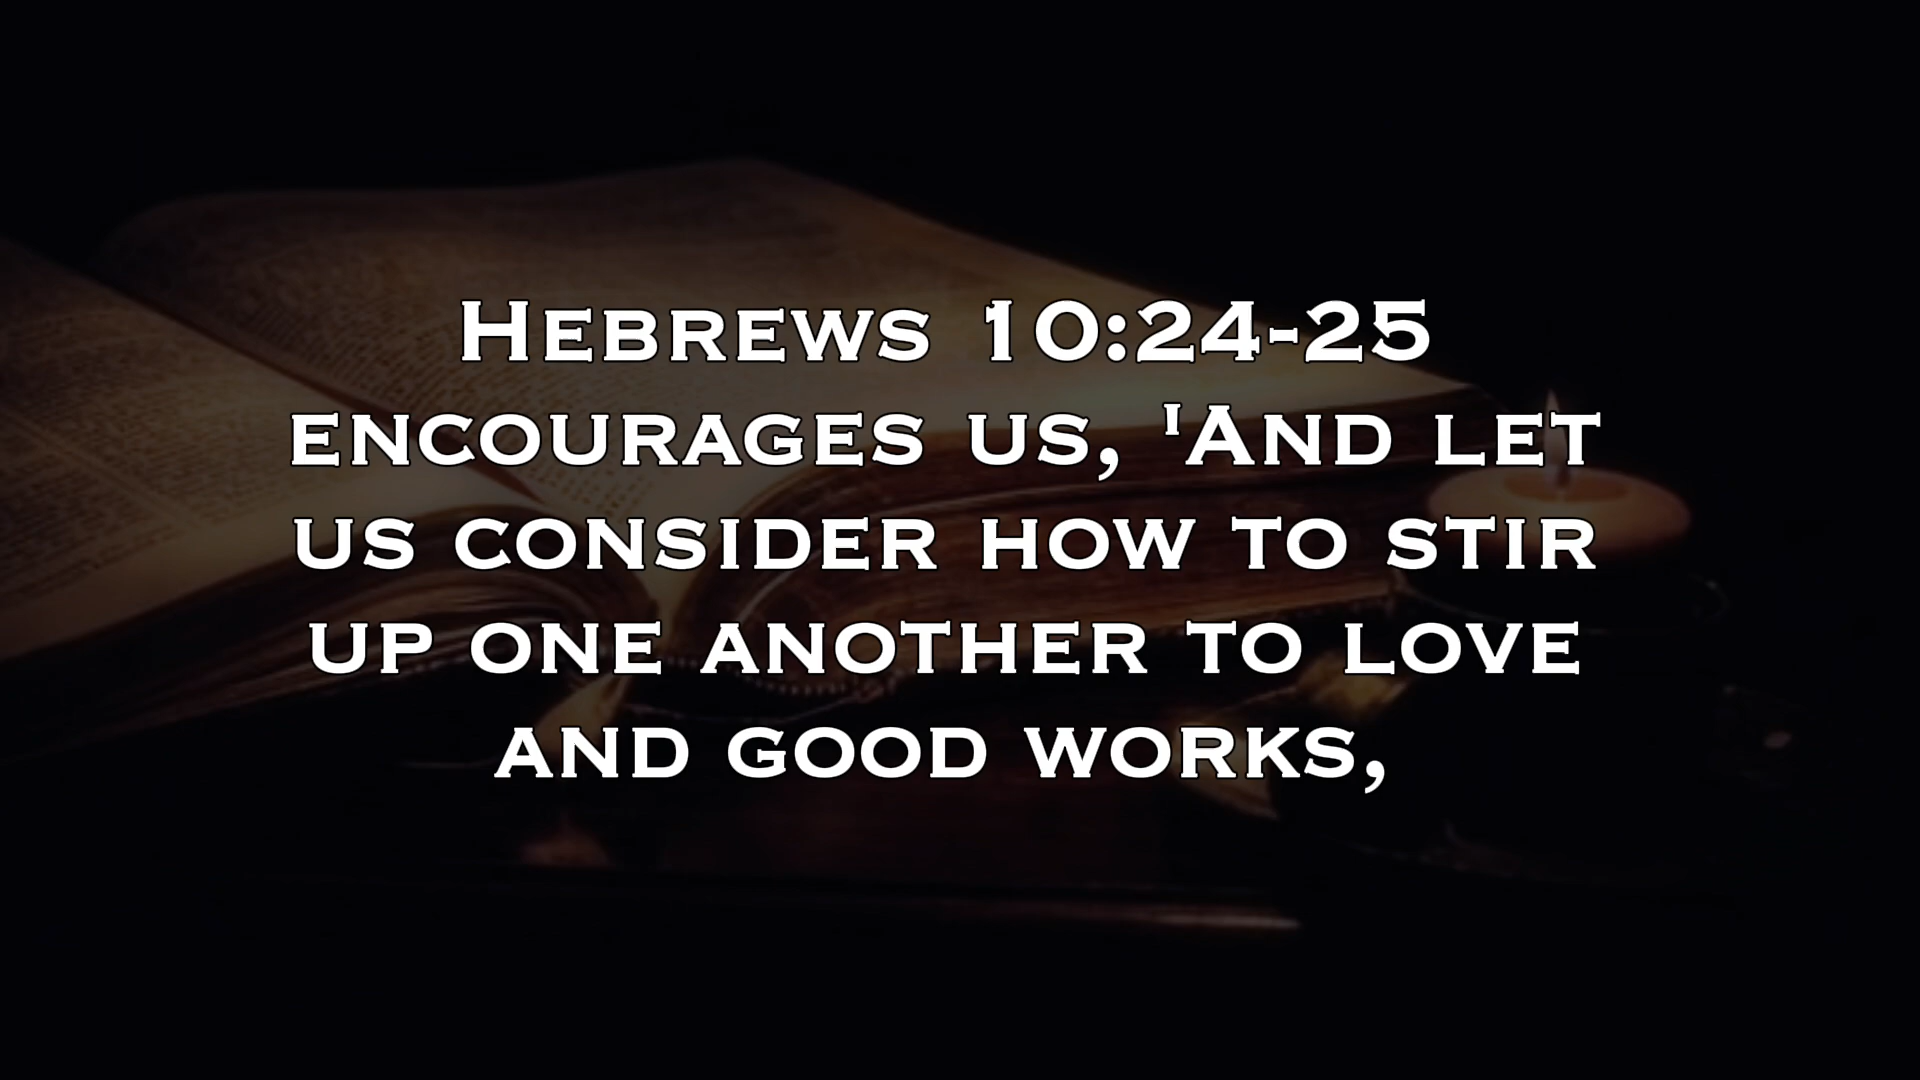 Hebrews 10:24-25
encourages us, 'And let
us consider how to stir
up one another to love
and good works,